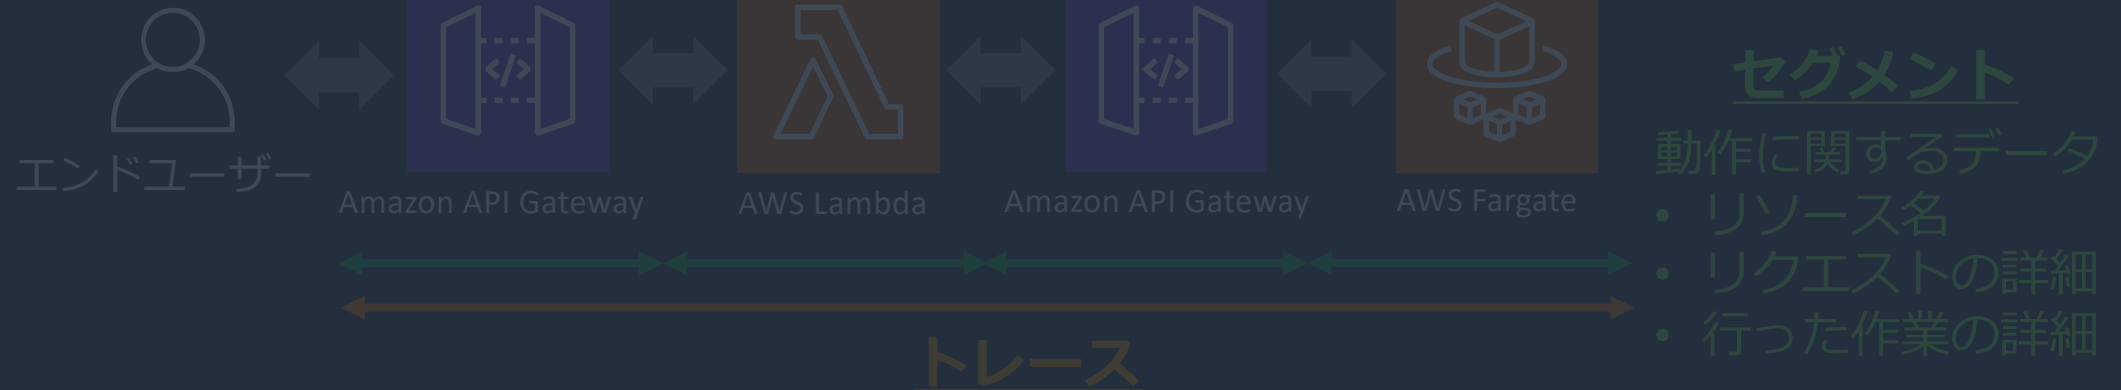 エンドユーザー
Amazon API Gateway
AWS Lambda
Amazon API Gateway
AWS Fargate
トレース
セグメント
動作に関するデータ
• リソース名
• リクエストの詳細
• 行った作業の詳細